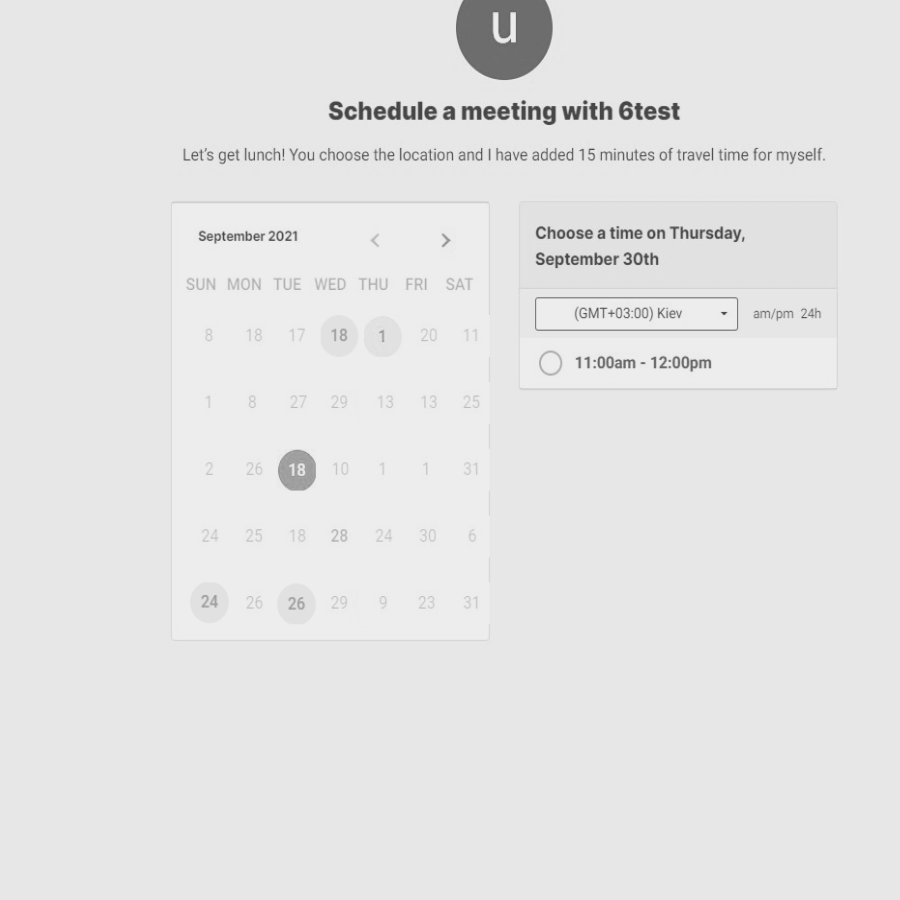 u
Schedule a meeting with 6test
Let's get lunch! You choose the location and I have added 15 minutes of travel time for myself.
September 2021
SUN MON TUE WED THU FRI SAT
8 18 17 18 1 20 11
1 8 27 29 13 13 25
2 26 18 10 1 1 31
24 25 18 28 24 30 6
24 26 26 29 9 23 31
Choose a time on Thursday,
September 30th
(GMT+03:00) Kiev am/pm 24h
11:00am - 12:00pm